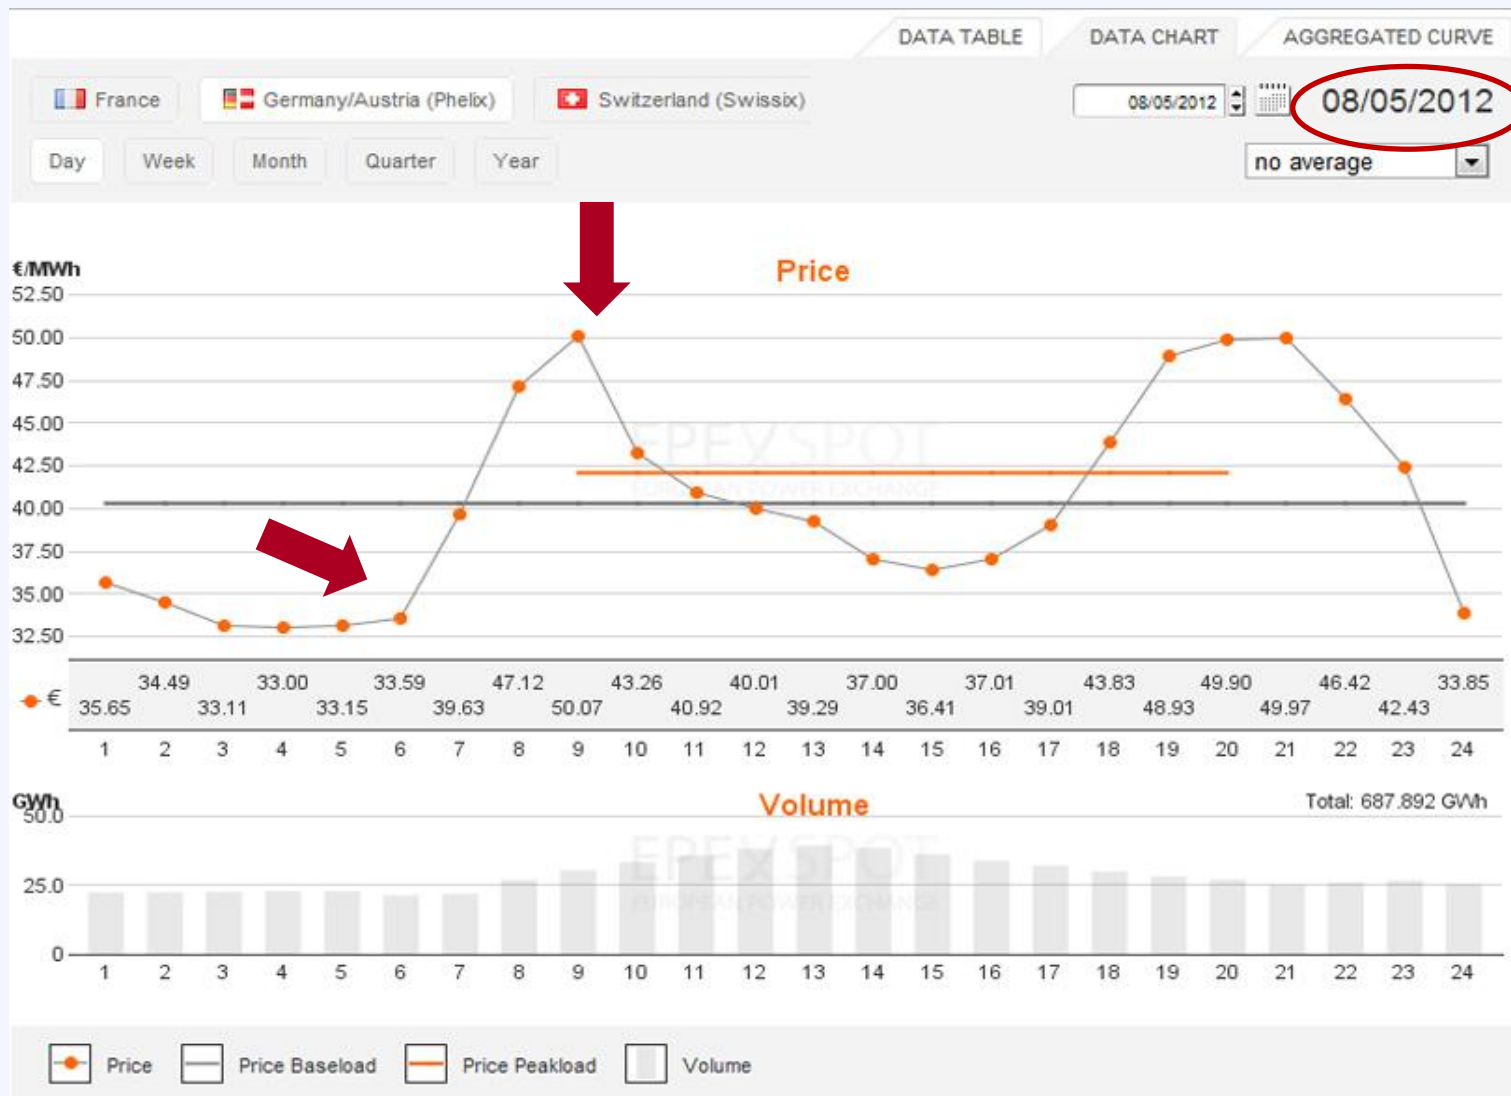 DATA TABLE DATA CHART AGGREGATED CURVE
France Germany/Austria (Phelix) Switzerland (Swissix) 08/05/2012 08/05/2012
Day Week Month Quarter Year no average
€/MWh Price
52.50
50.00
47.50
45.00
42.50
40.00
37.50
35.00
32.50
EPEXSPOT
EUROPEAN POWER EXCHANGE
34.49 33.00 33.59 47.12 43.26 40.01 37.00 37.01 43.83 49.90 46.42 33.85
€ 35.65 33.11 33.15 39.63 50.07 40.92 39.29 36.41 39.01 48.93 49.97 42.43
1 2 3 4 5 6 7 8 9 10 11 12 13 14 15 16 17 18 19 20 21 22 23 24
GWh Volume Total: 687.892 GWh
50.0
25.0
0
EPEXSPOT
EUROPEAN POWER EXCHANGE
1 2 3 4 5 6 7 8 9 10 11 12 13 14 15 16 17 18 19 20 21 22 23 24
Price Price Baseload Price Peakload Volume